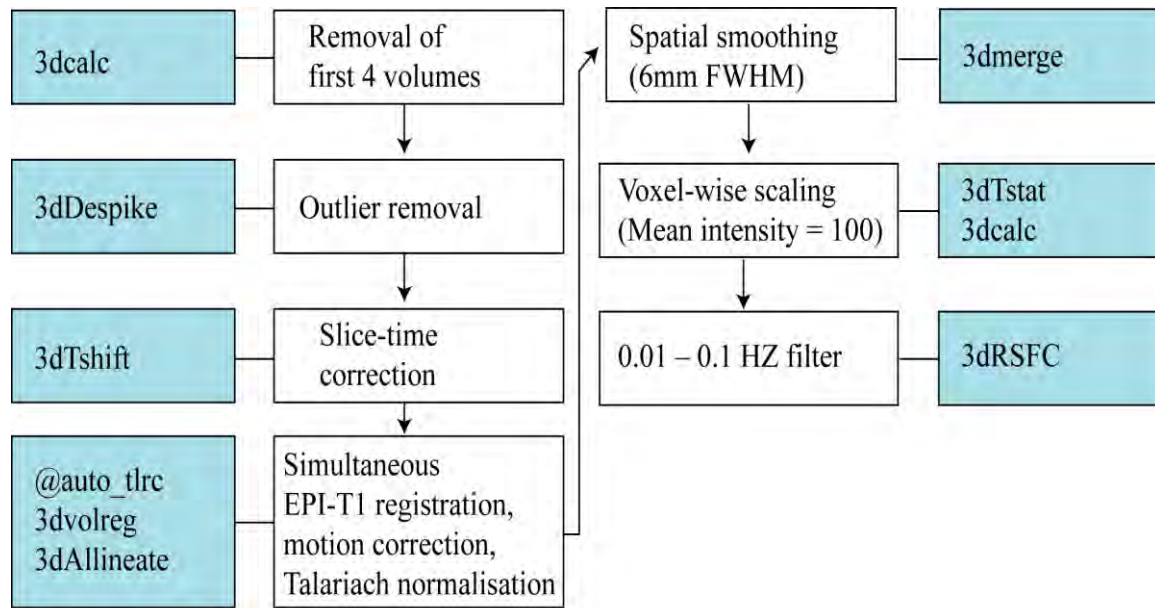 3dcalc
Removal of
first 4 volumes
3dDespike
Outlier removal
3dTshift
Slice-time
correction
@auto_tlrc
3dvolreg
3dAllineate
Simultaneous
EPI-T1 registration,
motion correction,
Talariach normalisation
Spatial smoothing
(6mm FWHM)
3dmerge
Voxel-wise scaling
(Mean intensity = 100)
3dTstat
3dcalc
0.01 – 0.1 HZ filter
3dRSFC